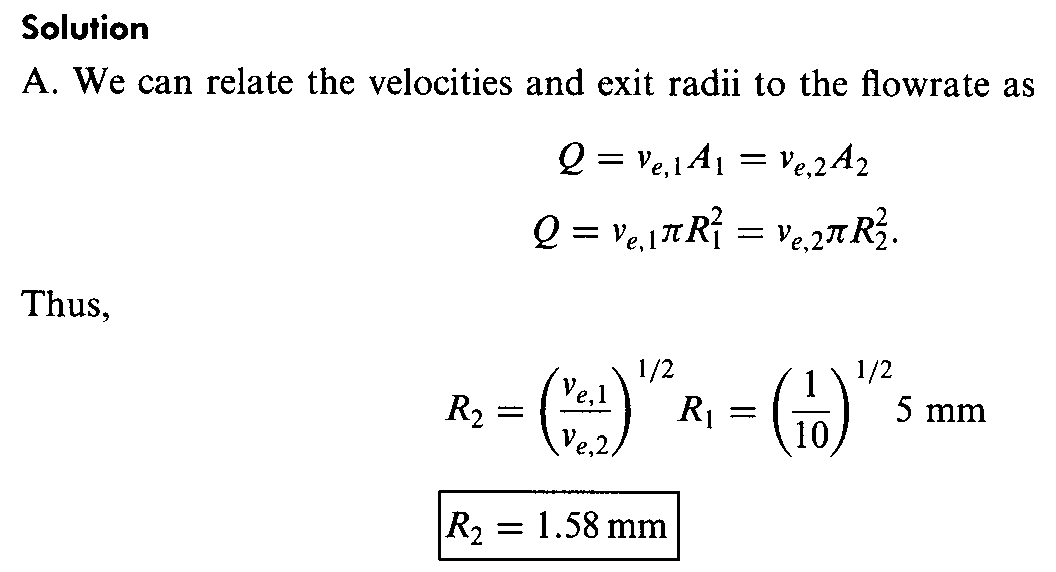 Solution
A. We can relate the velocities and exit radii to the flowrate as
Q = v_{e,1} A_1 = v_{e,2} A_2
Q = v_{e,1} π R_1^2 = v_{e,2} π R_2^2.
Thus,
R_2 = (v_{e,1} / v_{e,2})^{1/2} R_1 = (1/10)^{1/2} 5 mm
R_2 = 1.58 mm